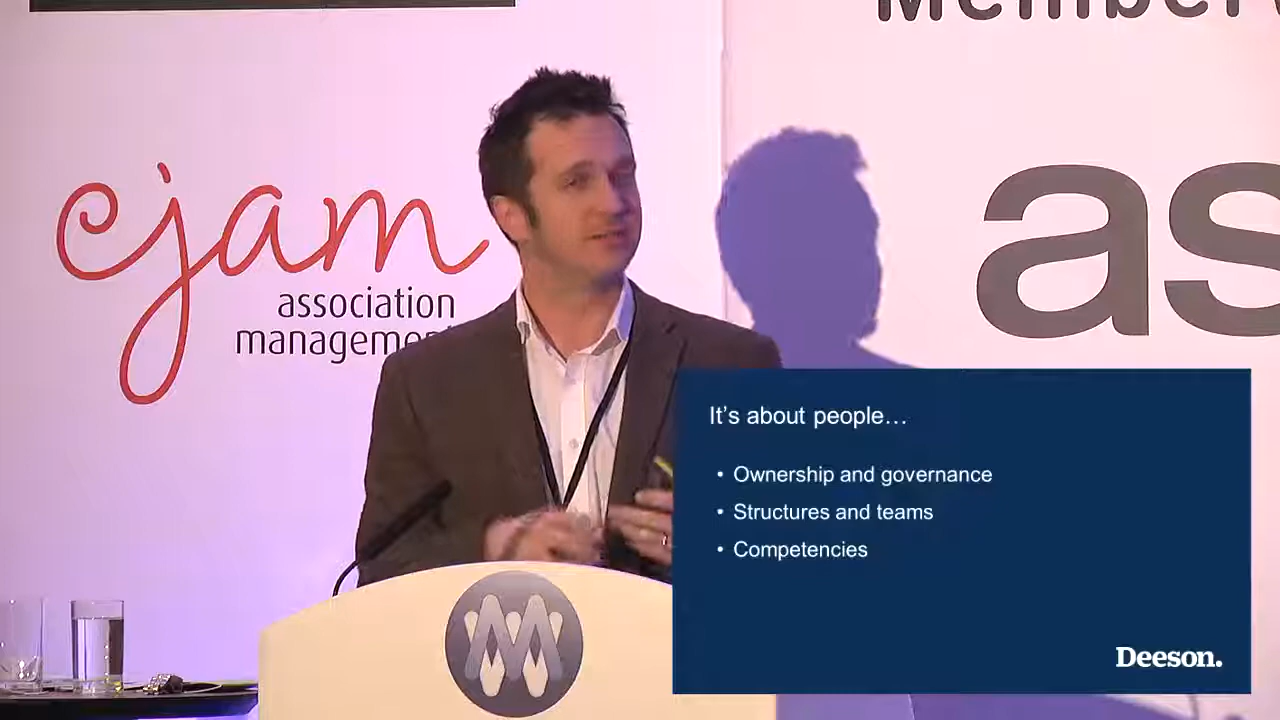 cjam
association
It's about people…
• Ownership and governance
• Structures and teams
• Competencies
Deeson.